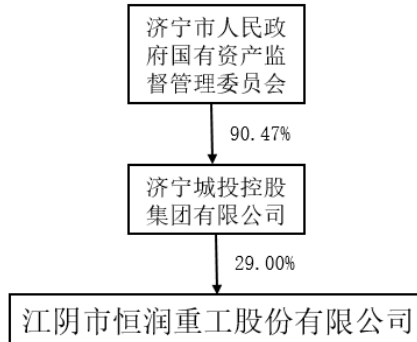 济宁市人民政
府国有资产监
督管理委员会
90.47%
济宁城投控股
集团有限公司
29.00%
江阴市恒润重工股份有限公司